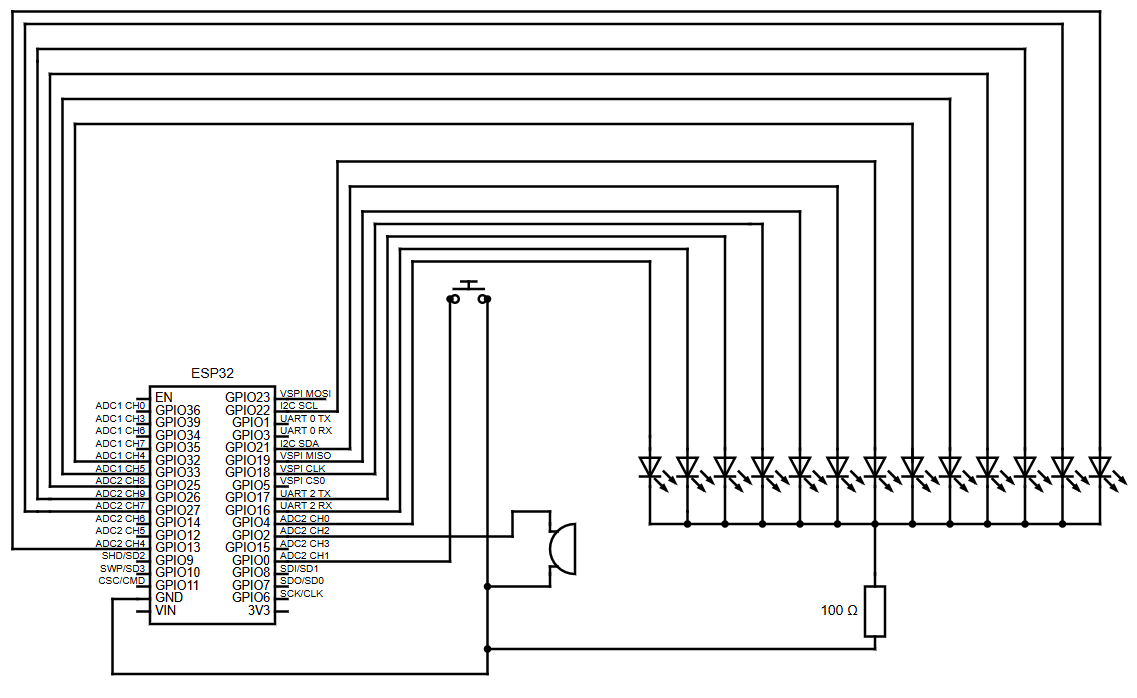 ESP32
EN GPIO23 VSPI MOSI
ADC1 CH0 GPIO36 GPIO22 I2C SCL
ADC1 CH3 GPIO39 GPIO1 UART 0 TX
ADC1 CH6 GPIO34 GPIO3 UART 0 RX
ADC1 CH7 GPIO35 GPIO21 I2C SDA
ADC1 CH4 GPIO32 GPIO19 VSPI MISO
ADC1 CH5 GPIO33 GPIO18 VSPI CLK
ADC2 CH8 GPIO25 GPIO5 VSPI CS0
ADC2 CH9 GPIO26 GPIO17 UART 2 TX
ADC2 CH7 GPIO27 GPIO16 UART 2 RX
ADC2 CH6 GPIO14 GPIO4 ADC2 CH0
ADC2 CH5 GPIO12 GPIO2 ADC2 CH2
ADC2 CH4 GPIO13 GPIO15 ADC2 CH3
SHD/SD2 GPIO9 GPIO0 ADC2 CH1
SWP/SD3 GPIO10 GPIO8 SDI/SD1
CSC/CMD GPIO11 GPIO7 SDO/SD0
GND GPIO6 SCK/CLK
VIN 3V3
100 Ω